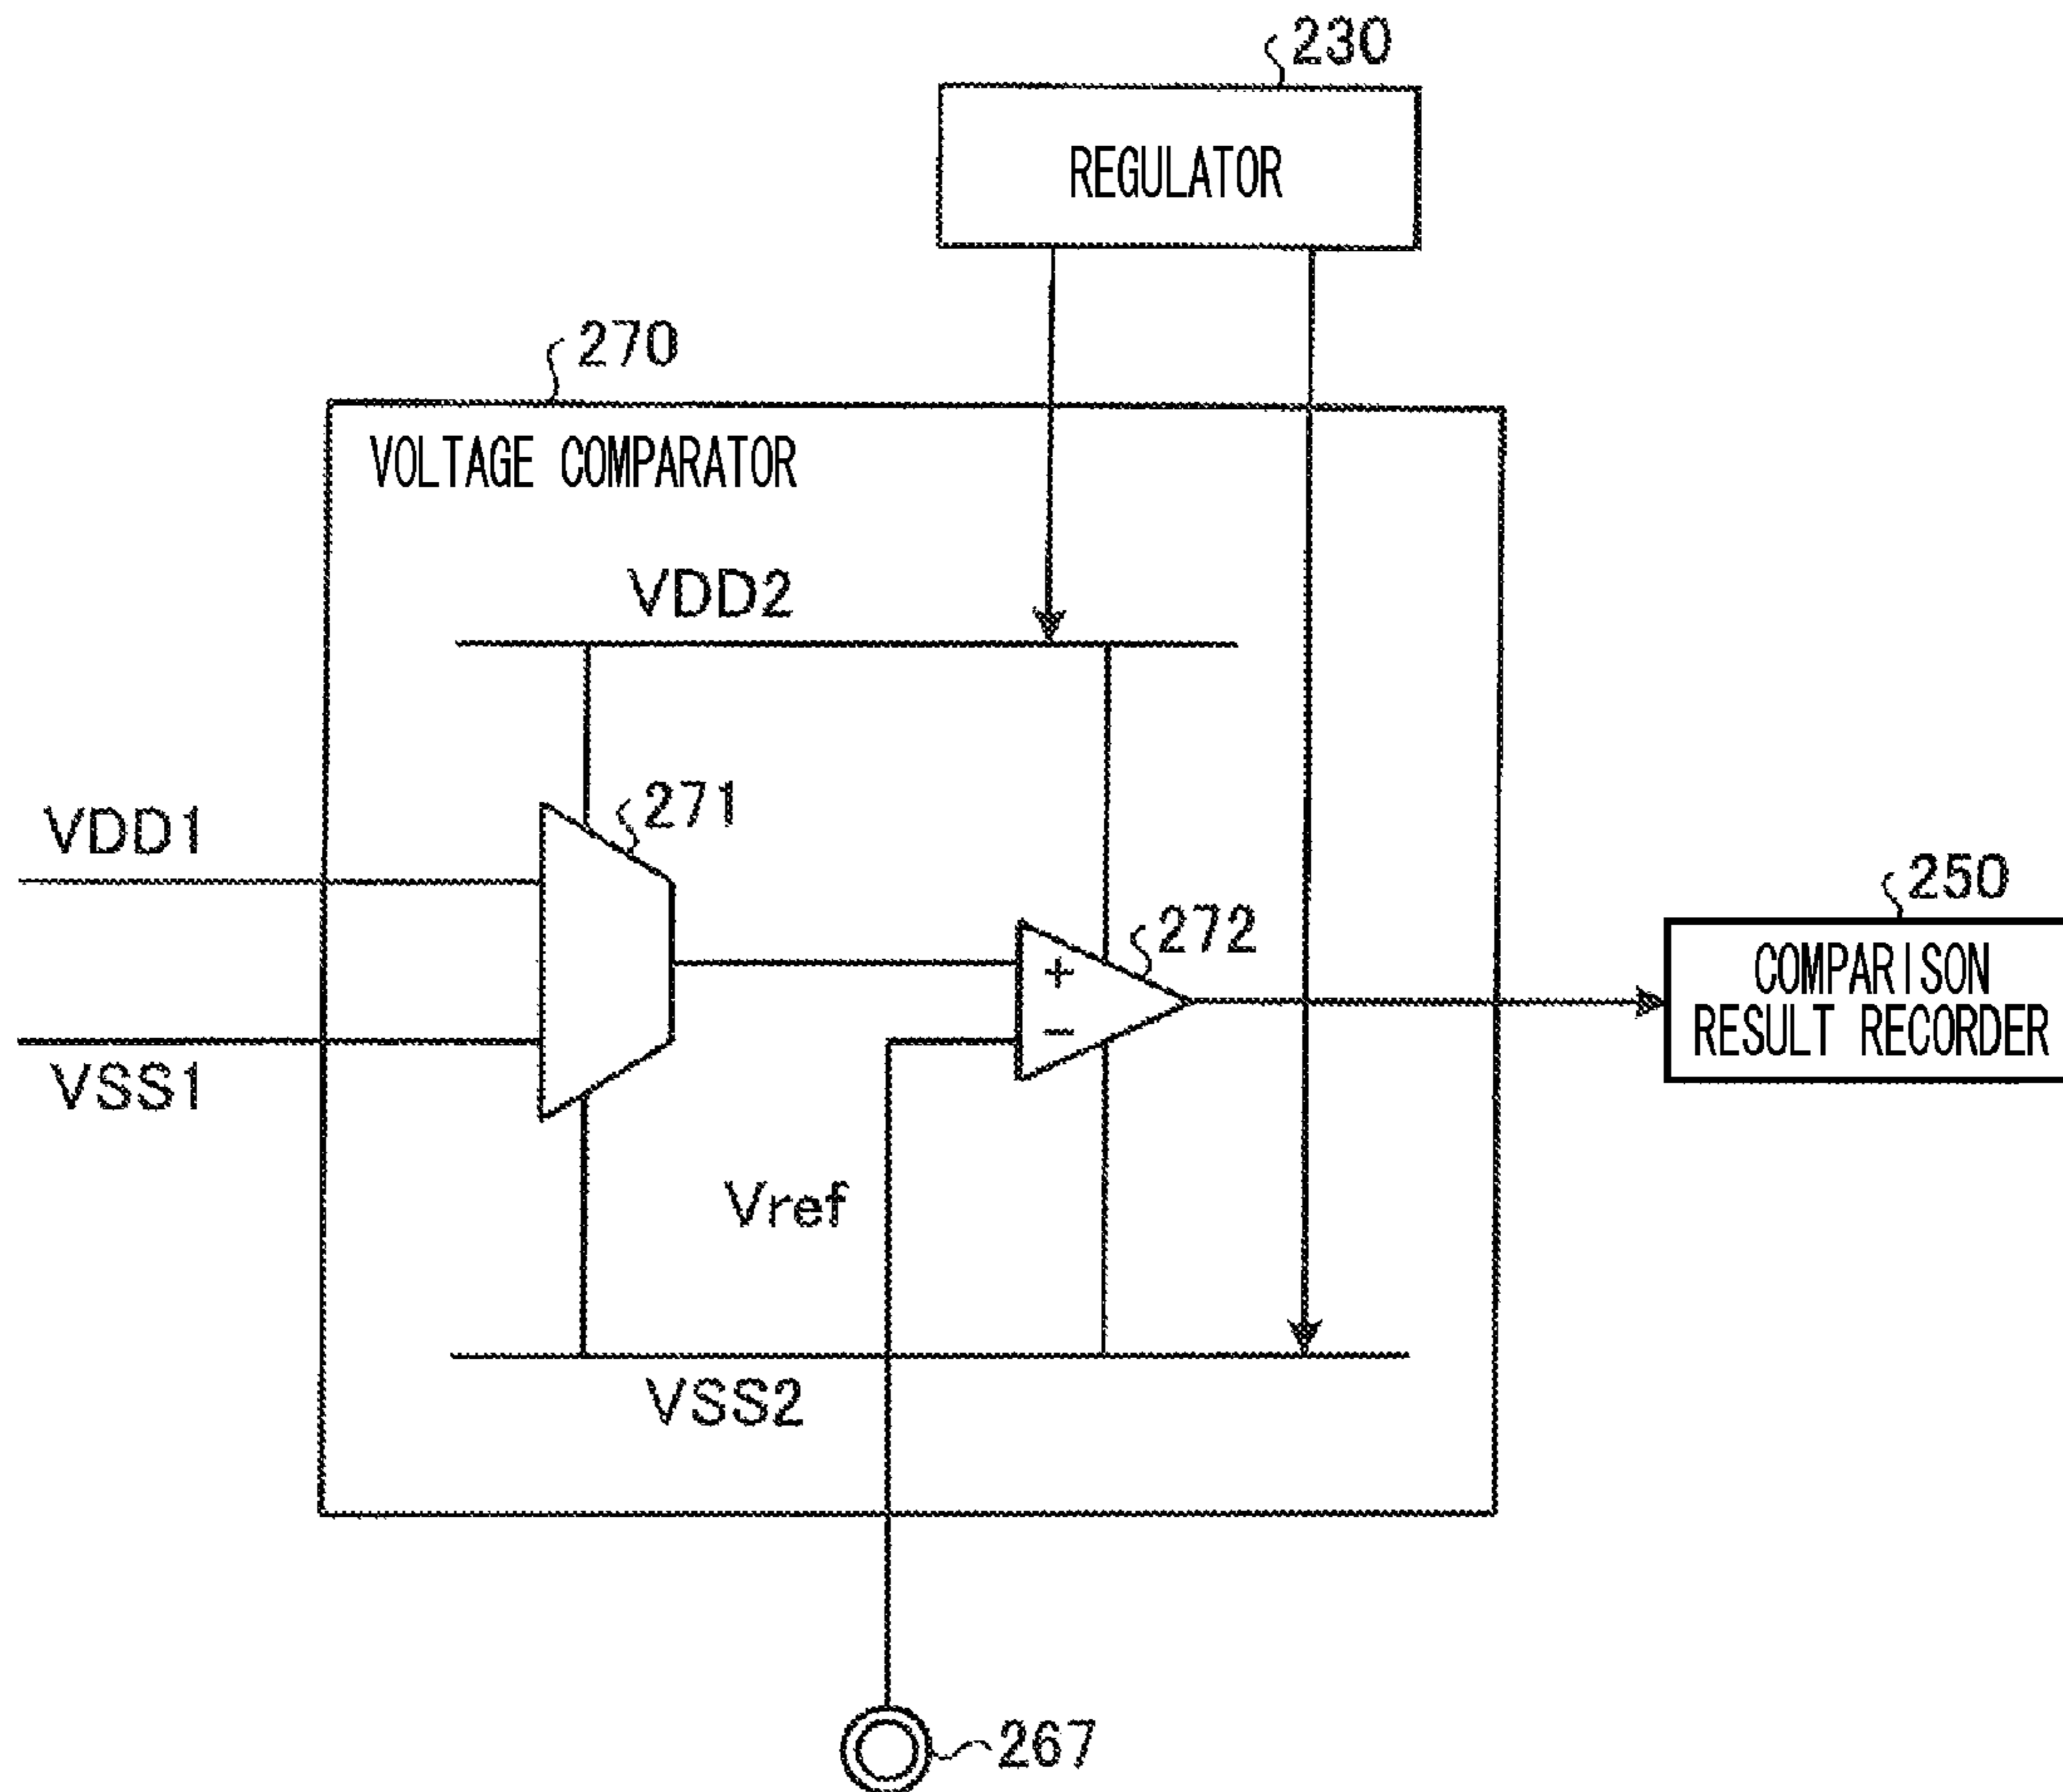 230
REGULATOR
270
VOLTAGE COMPARATOR
VDD2
VDD1
271
272
250
COMPARISON
RESULT RECORDER
+
−
VSS1
Vref
VSS2
267